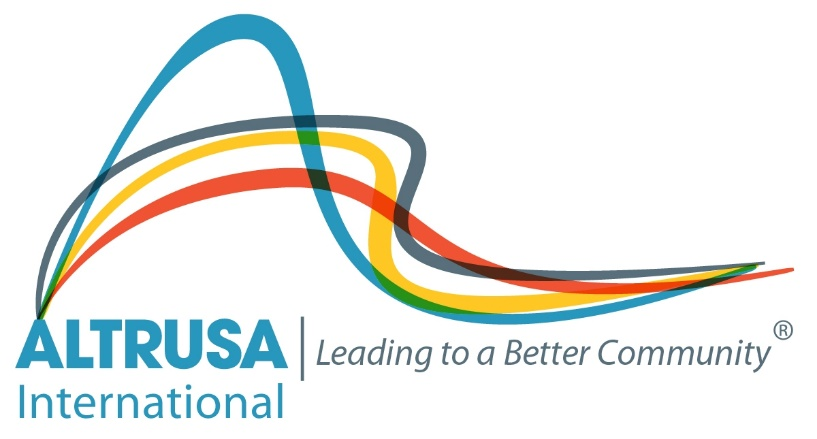 ALTRUSA
International
Leading to a Better Community®